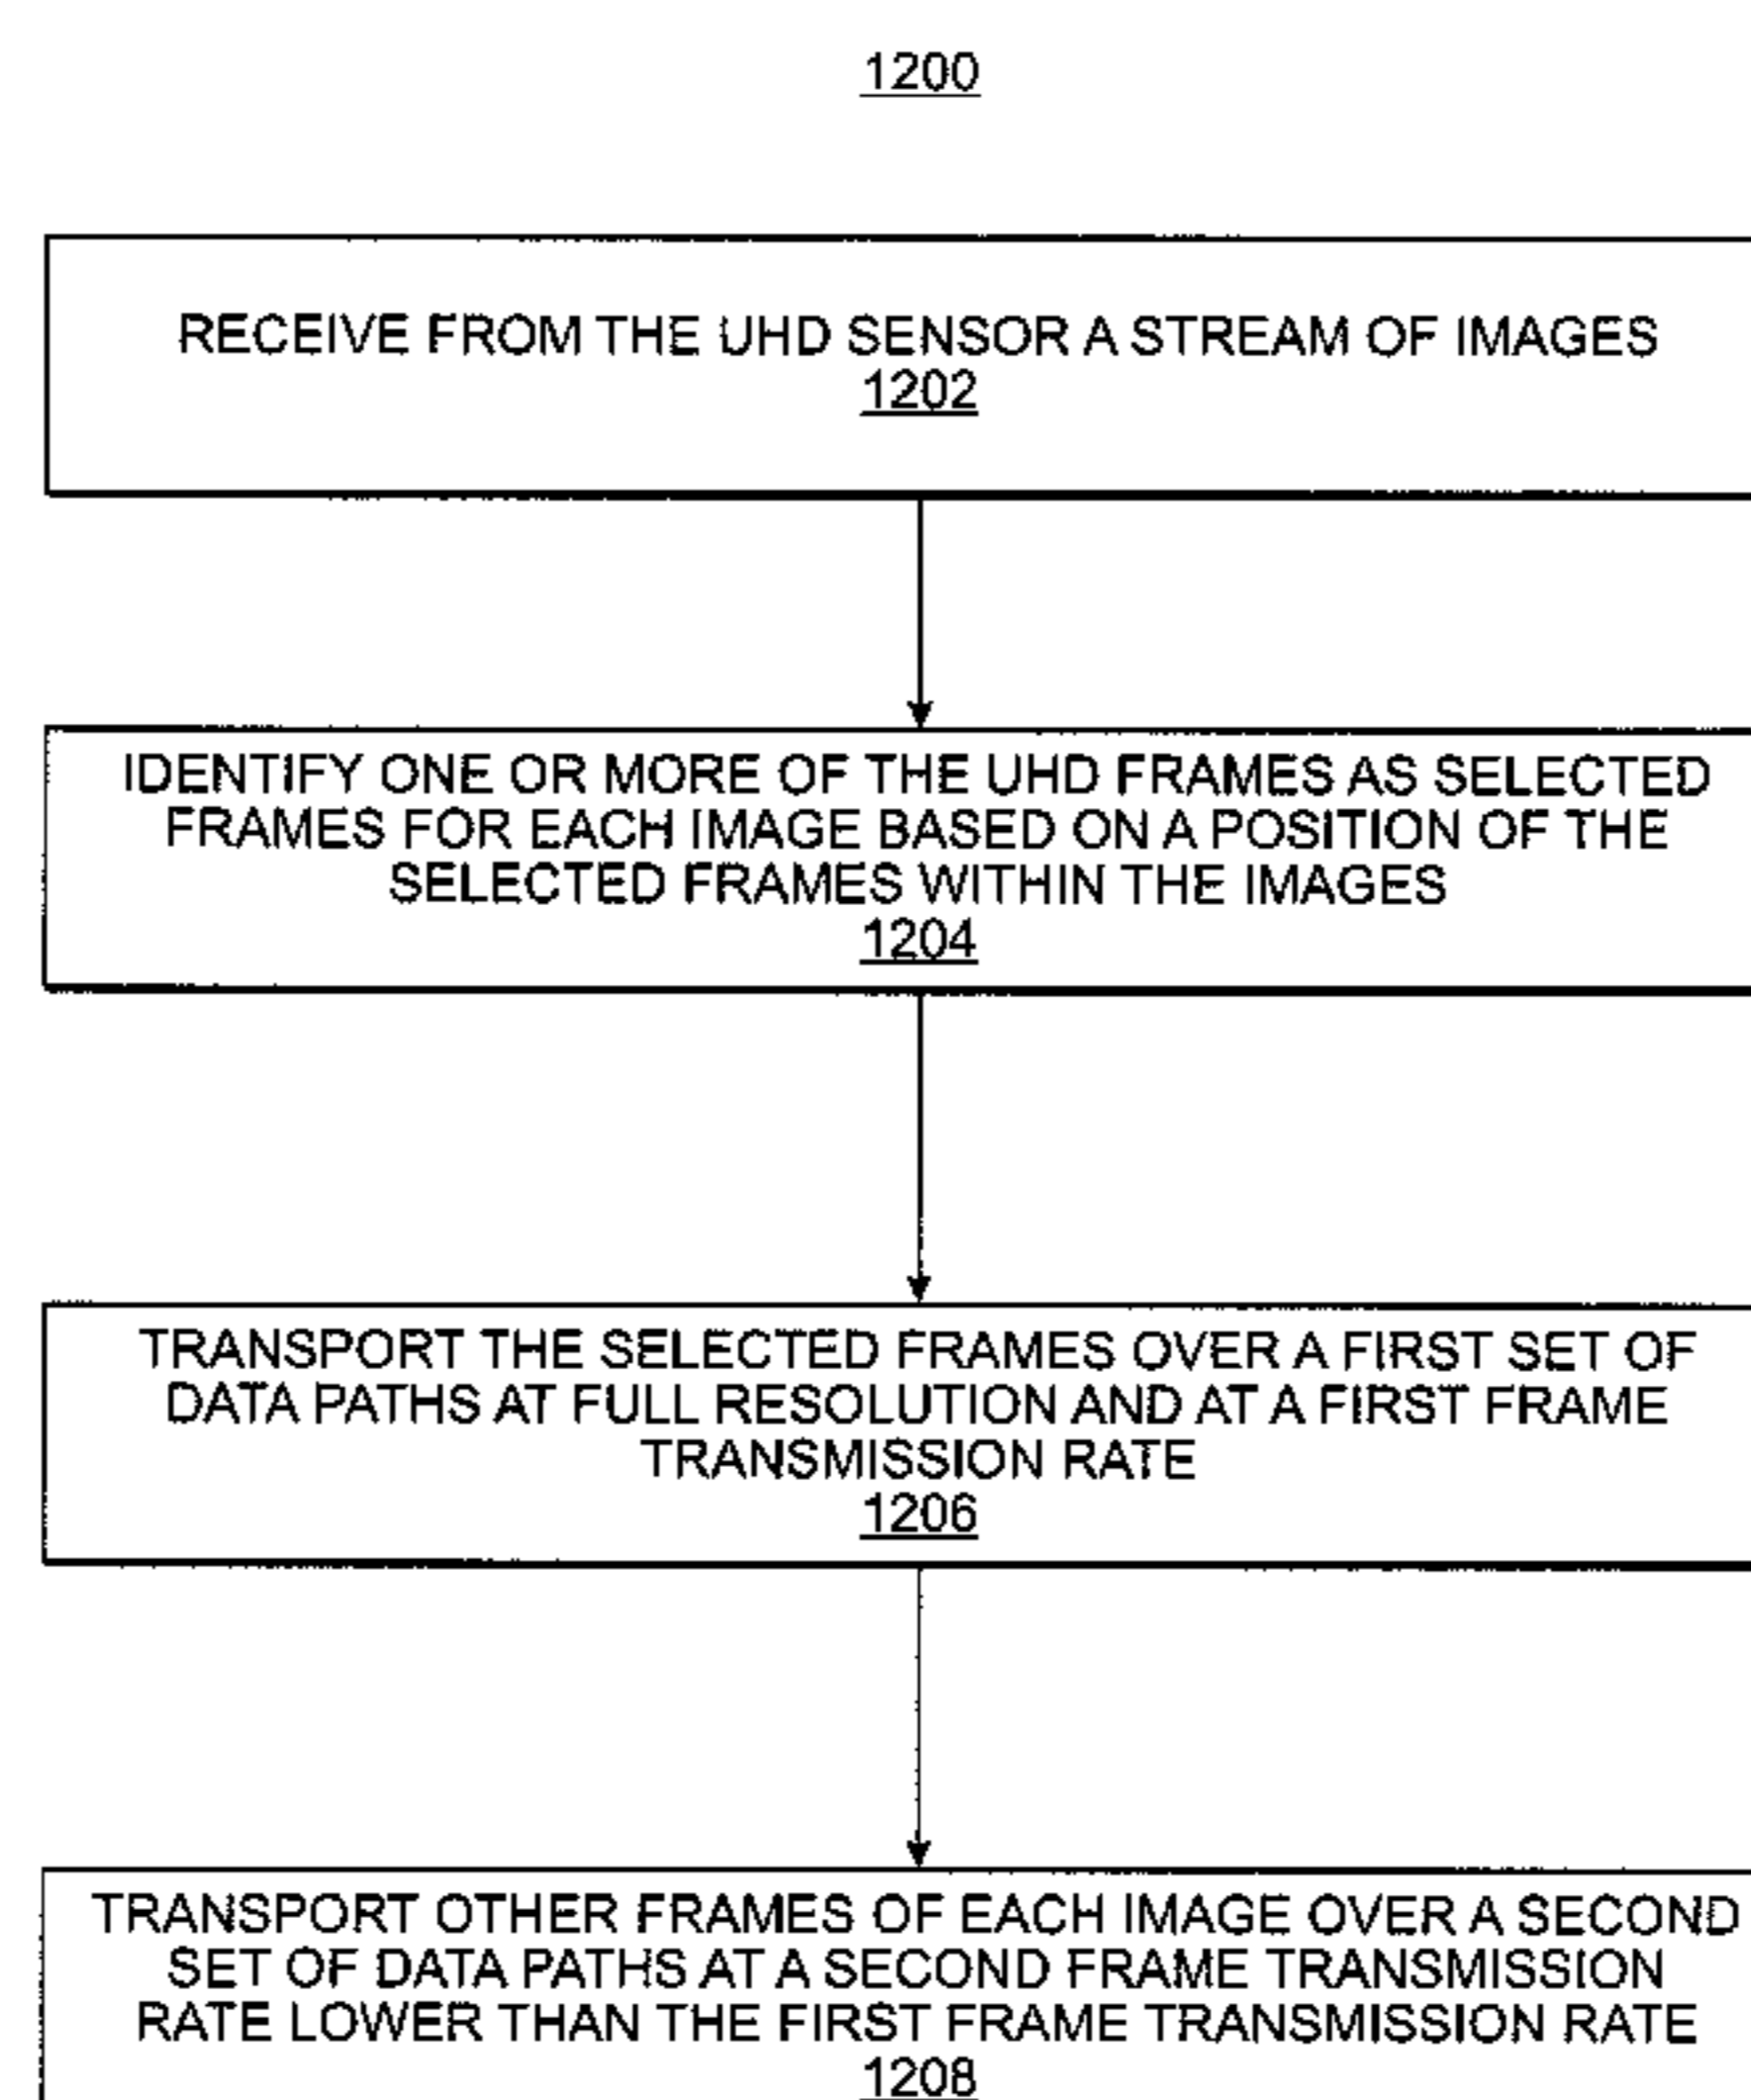 1200
RECEIVE FROM THE UHD SENSOR A STREAM OF IMAGES
1202
IDENTIFY ONE OR MORE OF THE UHD FRAMES AS SELECTED
FRAMES FOR EACH IMAGE BASED ON A POSITION OF THE
SELECTED FRAMES WITHIN THE IMAGES
1204
TRANSPORT THE SELECTED FRAMES OVER A FIRST SET OF
DATA PATHS AT FULL RESOLUTION AND AT A FIRST FRAME
TRANSMISSION RATE
1206
TRANSPORT OTHER FRAMES OF EACH IMAGE OVER A SECOND
SET OF DATA PATHS AT A SECOND FRAME TRANSMISSION
RATE LOWER THAN THE FIRST FRAME TRANSMISSION RATE
1208